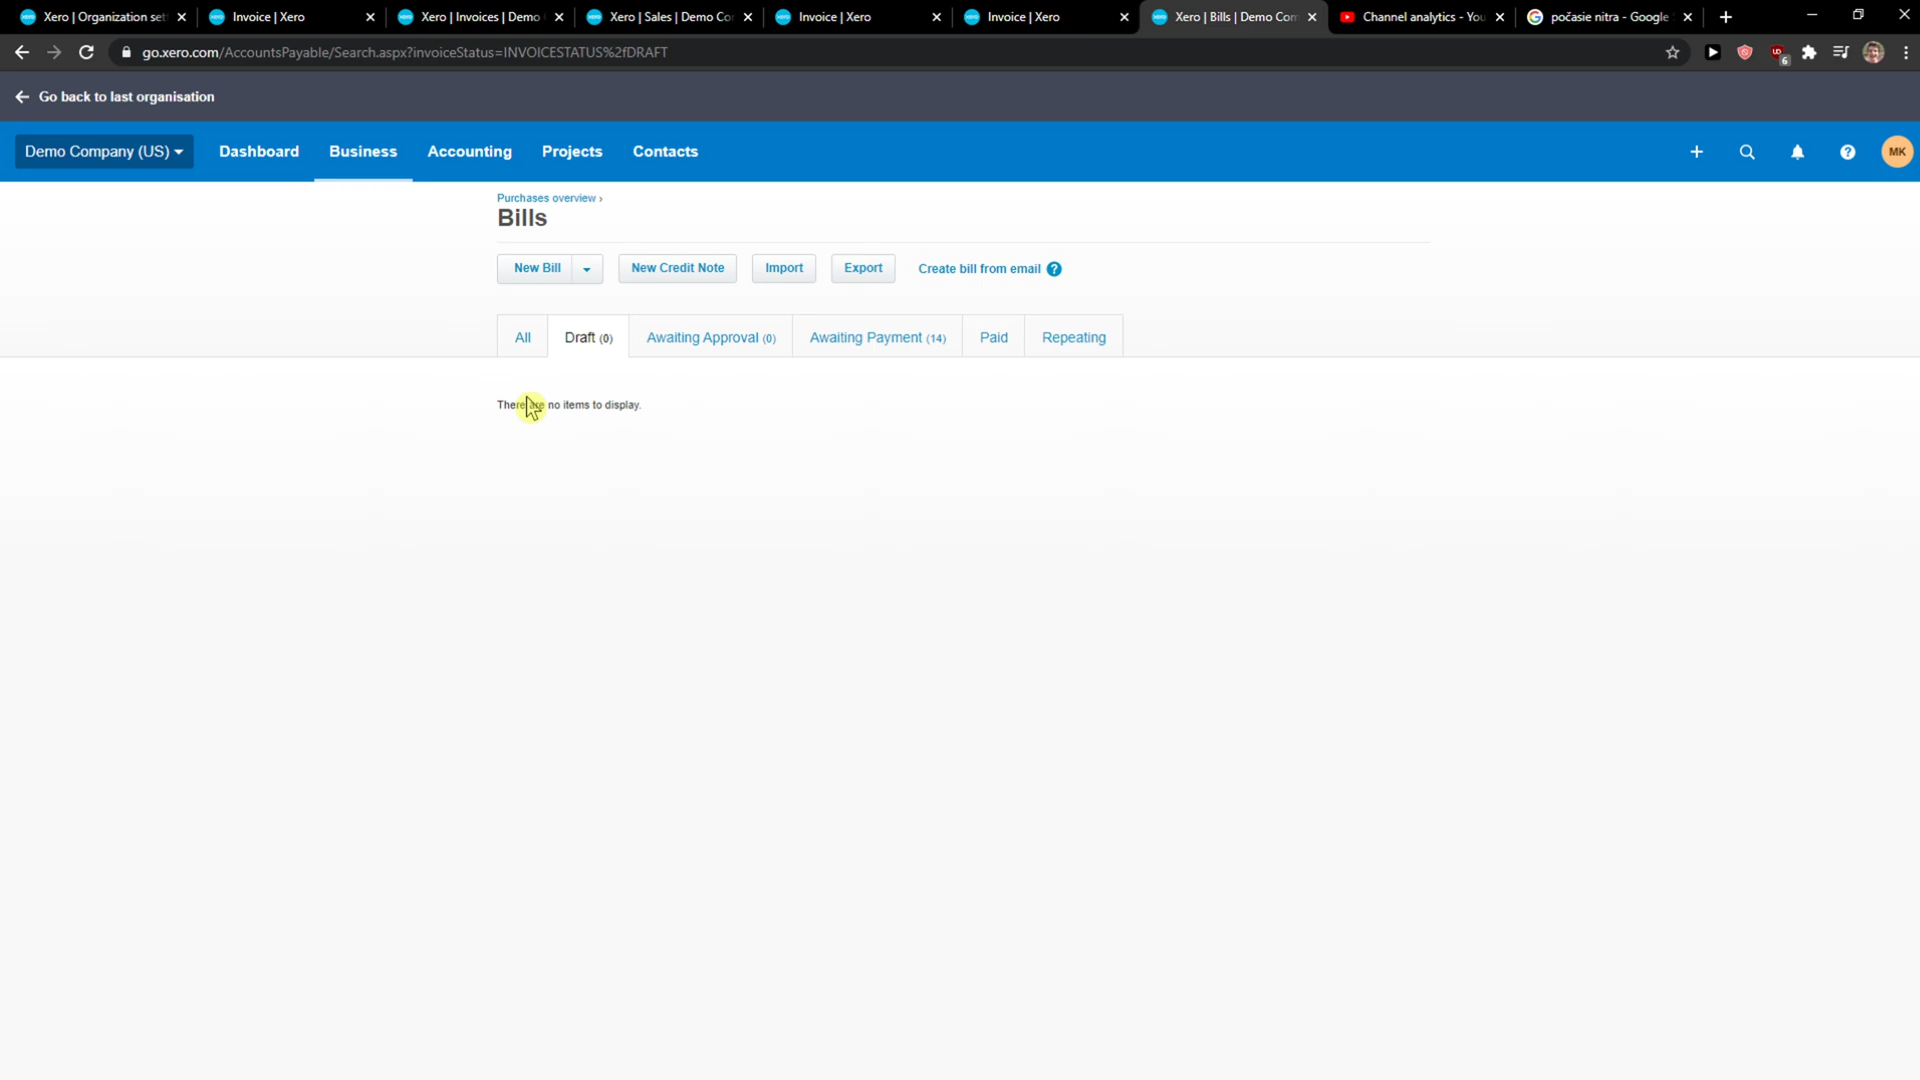 Xero | Organization set
Invoice | Xero
Xero | Invoices | Demo
Xero | Sales | Demo Co
Invoice | Xero
Invoice | Xero
Xero | Bills | Demo Com
Channel analytics - You
počasie nitra - Google
go.xero.com/AccountsPayable/Search.aspx?invoiceStatus=INVOICESTATUS%2fDRAFT
6
Go back to last organisation
Demo Company (US)
Dashboard
Business
Accounting
Projects
Contacts
MK
Purchases overview ›
Bills
New Bill
New Credit Note
Import
Export
Create bill from email ?
All
Draft (0)
Awaiting Approval (0)
Awaiting Payment (14)
Paid
Repeating
There are no items to display.